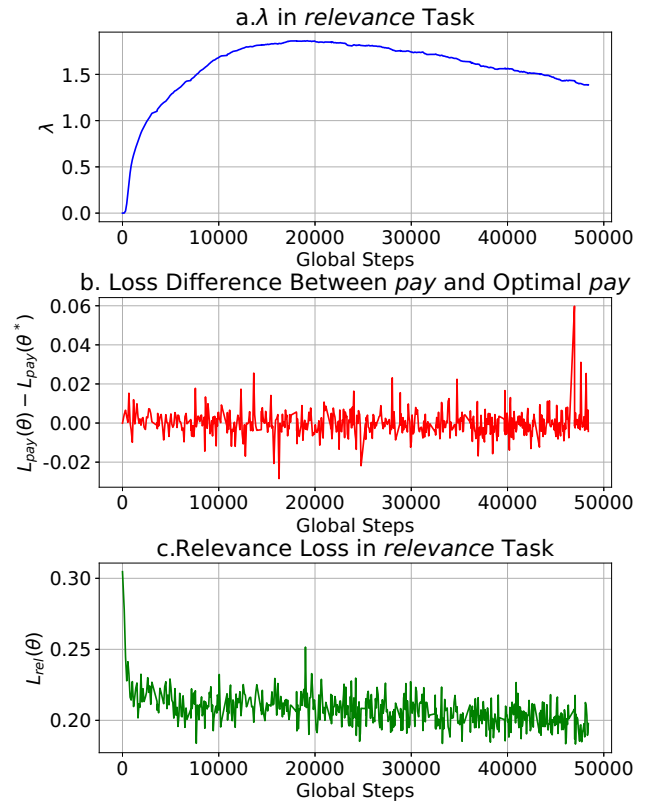 a.λ in relevance Task
1.5
1.0
0.5
0.0
λ
0 10000 20000 30000 40000 50000
Global Steps
b. Loss Difference Between pay and Optimal pay
0.06
0.04
0.02
0.00
-0.02
L_pay(θ) − L_pay(θ*)
0 10000 20000 30000 40000 50000
Global Steps
c.Relevance Loss in relevance Task
0.30
0.25
0.20
L_rel(θ)
0 10000 20000 30000 40000 50000
Global Steps